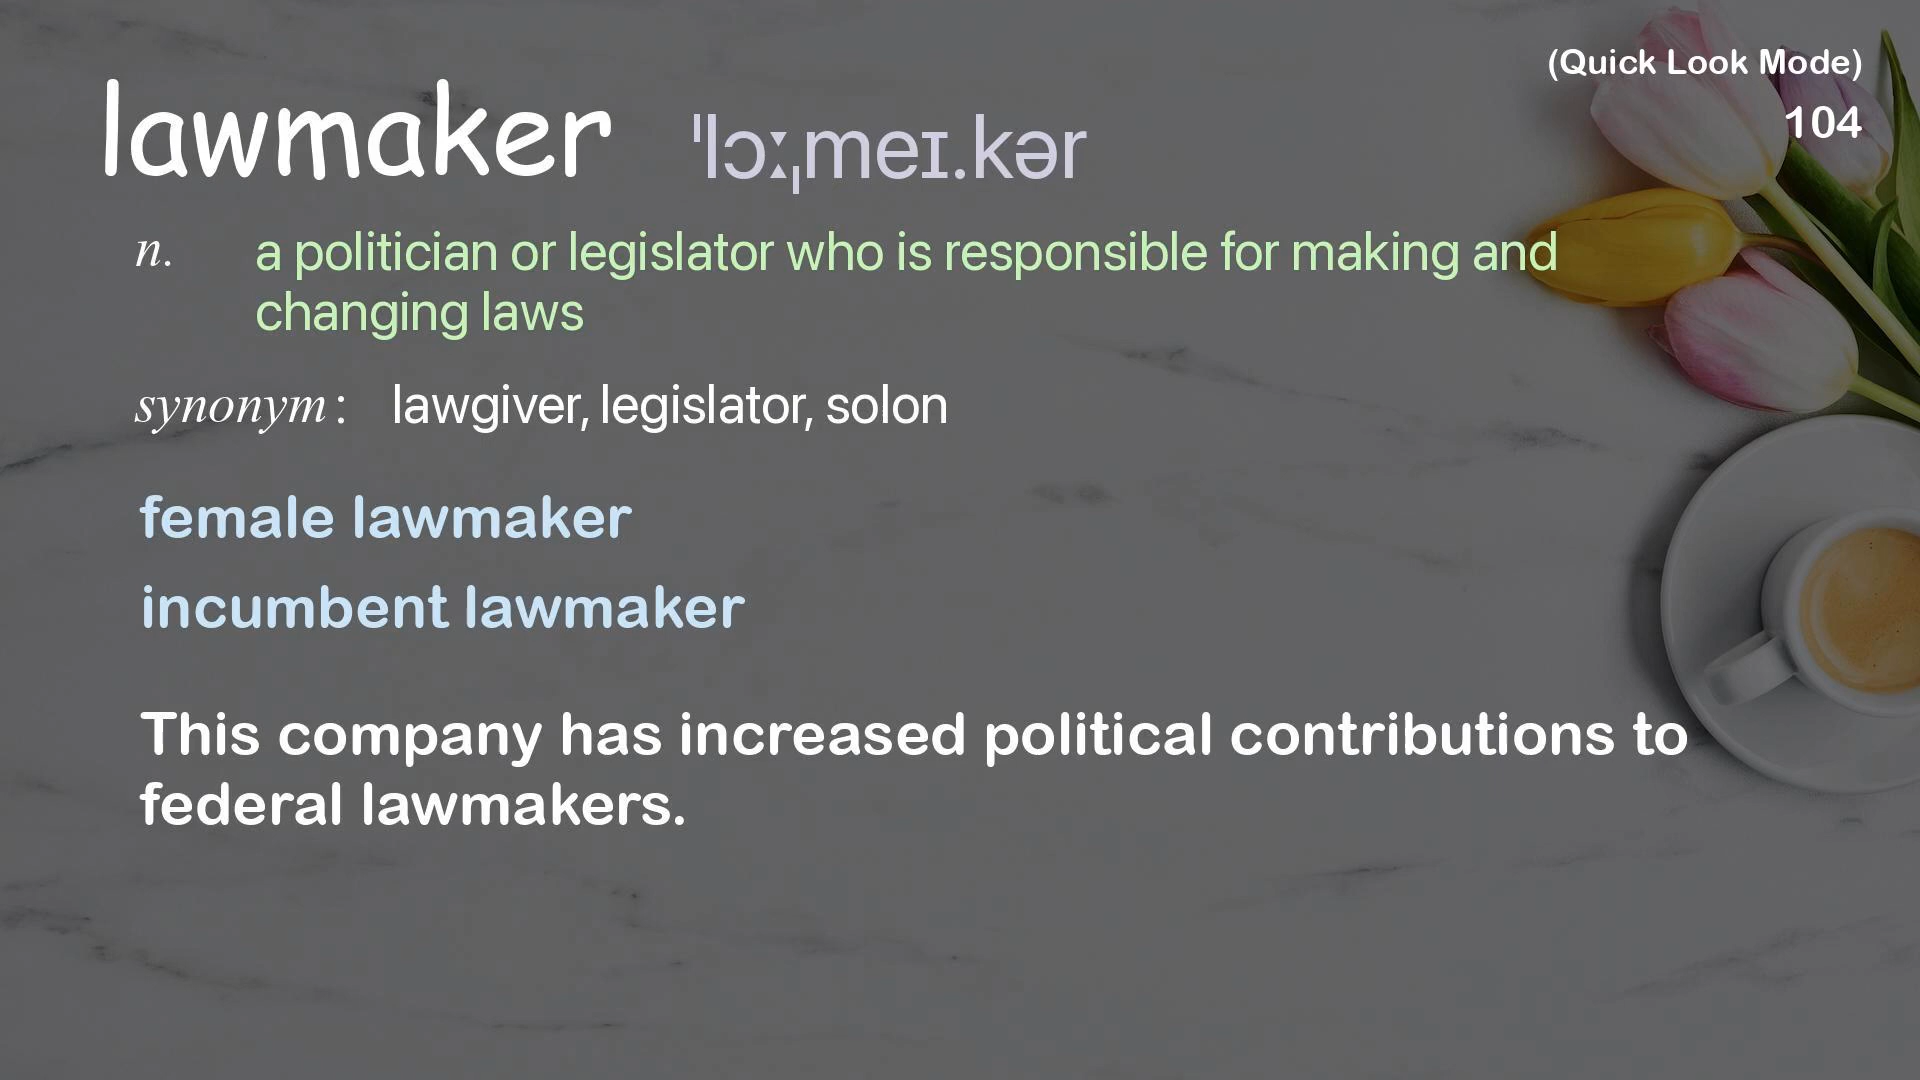 (Quick Look Mode)
104
lawmaker ˈlɔːˌmeɪ.kər
n. a politician or legislator who is responsible for making and
changing laws
synonym: lawgiver, legislator, solon
female lawmaker
incumbent lawmaker
This company has increased political contributions to
federal lawmakers.